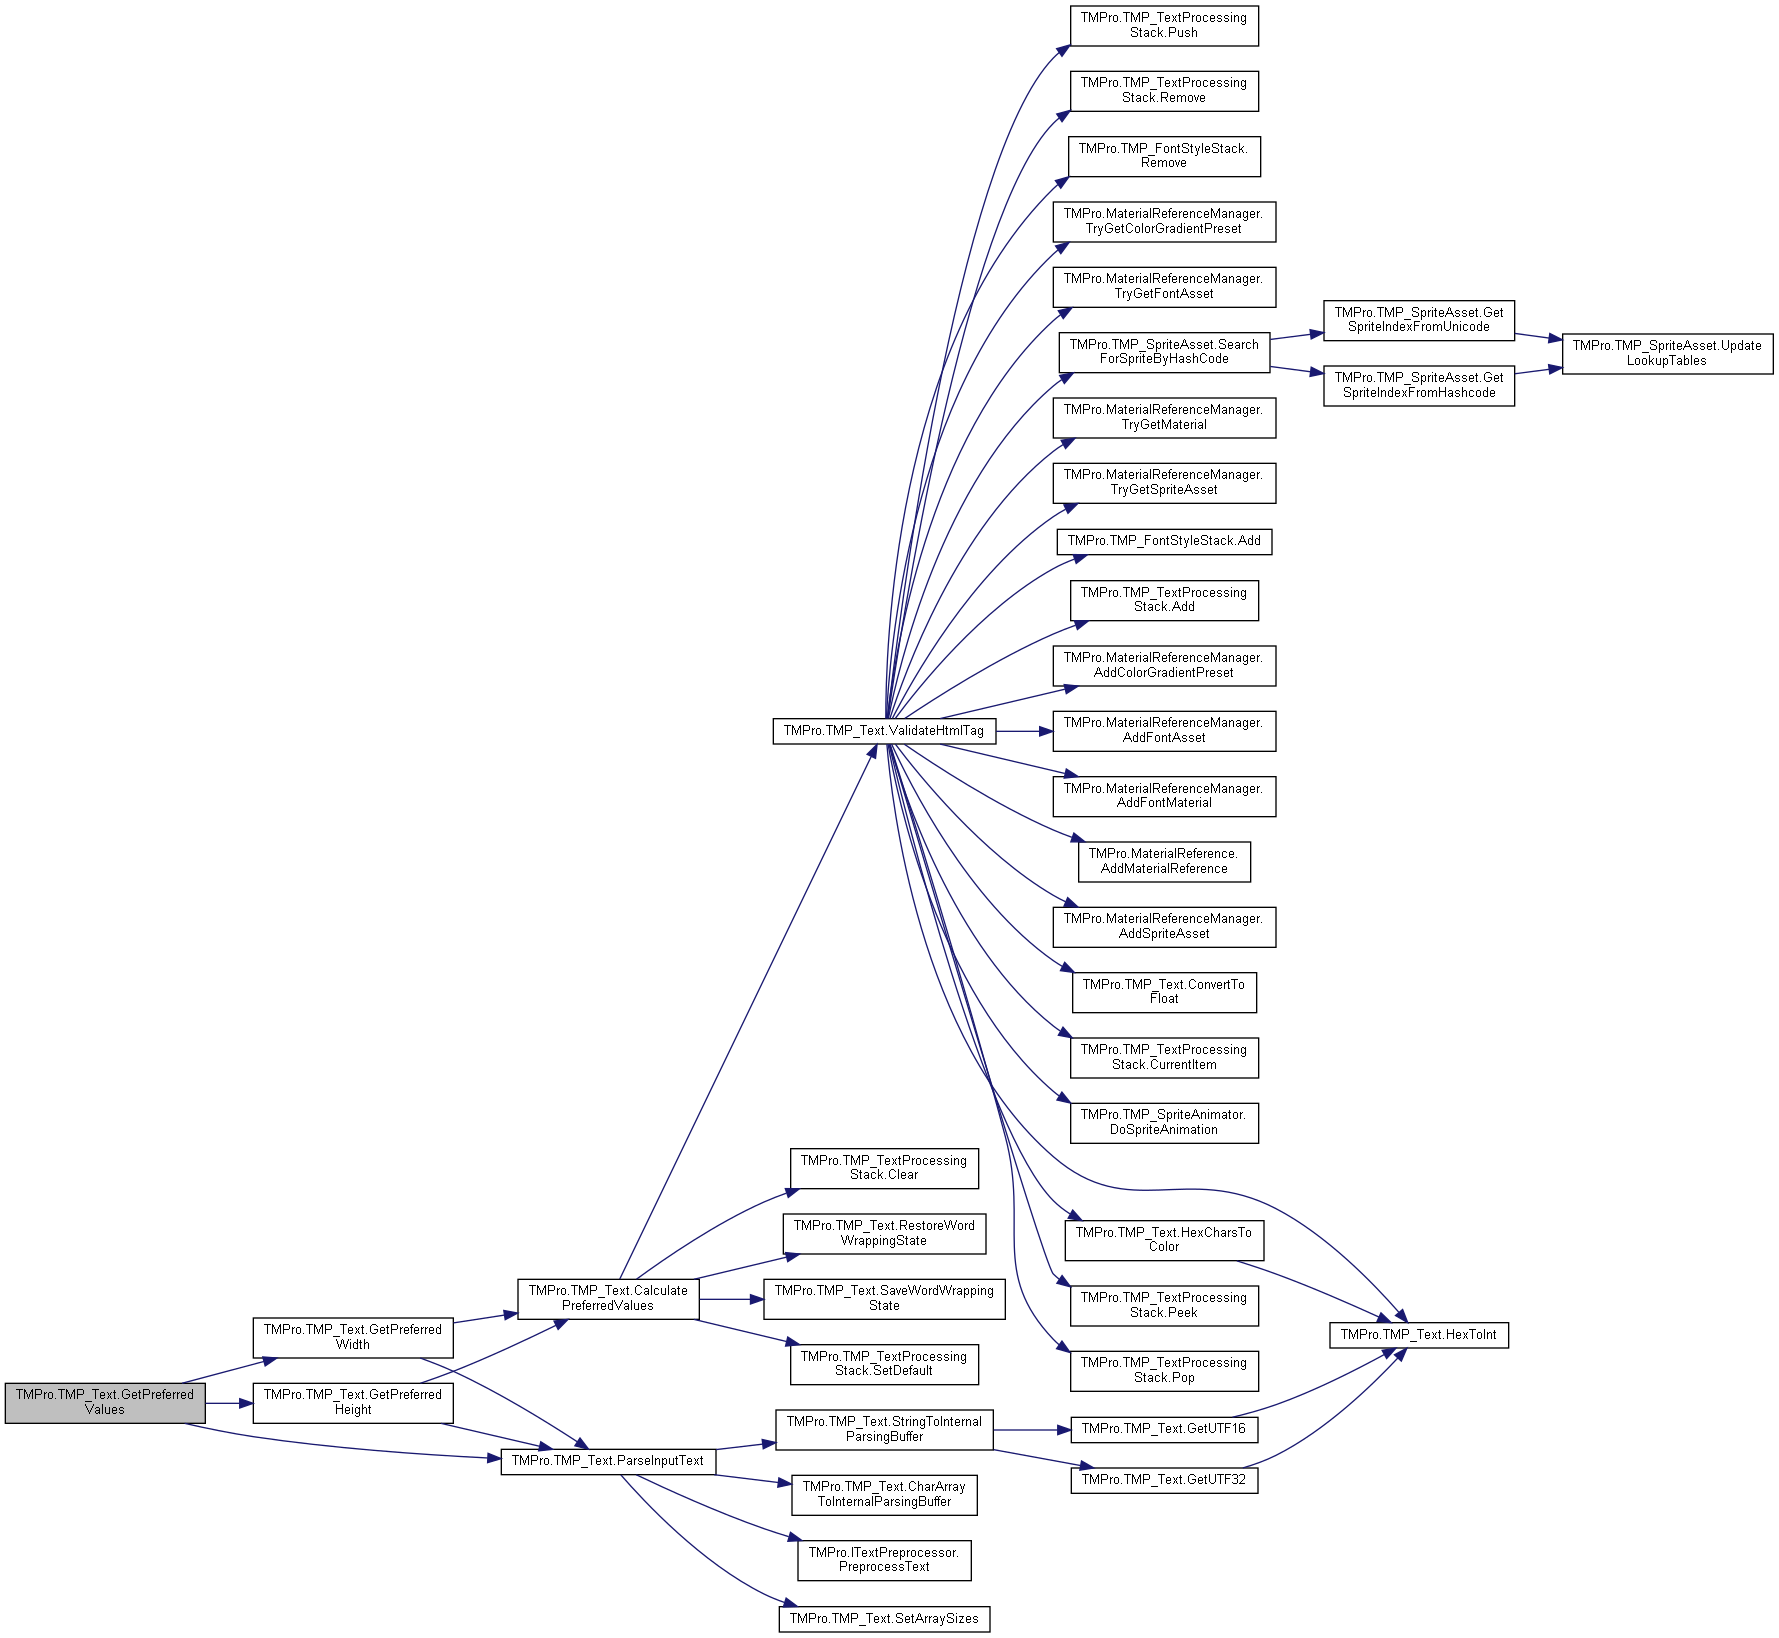 TMPro.TMP_TextProcessing
Stack.Push
TMPro.TMP_TextProcessing
Stack.Remove
TMPro.TMP_FontStyleStack.
Remove
TMPro.MaterialReferenceManager.
TryGetColorGradientPreset
TMPro.MaterialReferenceManager.
TryGetFontAsset
TMPro.TMP_SpriteAsset.Search
ForSpriteByHashCode
TMPro.TMP_SpriteAsset.Get
SpriteIndexFromUnicode
TMPro.TMP_SpriteAsset.Get
SpriteIndexFromHashcode
TMPro.TMP_SpriteAsset.Update
LookupTables
TMPro.MaterialReferenceManager.
TryGetMaterial
TMPro.MaterialReferenceManager.
TryGetSpriteAsset
TMPro.TMP_FontStyleStack.Add
TMPro.TMP_TextProcessing
Stack.Add
TMPro.MaterialReferenceManager.
AddColorGradientPreset
TMPro.TMP_Text.ValidateHtmlTag
TMPro.MaterialReferenceManager.
AddFontAsset
TMPro.MaterialReferenceManager.
AddFontMaterial
TMPro.MaterialReference.
AddMaterialReference
TMPro.MaterialReferenceManager.
AddSpriteAsset
TMPro.TMP_Text.ConvertTo
Float
TMPro.TMP_TextProcessing
Stack.CurrentItem
TMPro.TMP_SpriteAnimator.
DoSpriteAnimation
TMPro.TMP_TextProcessing
Stack.Clear
TMPro.TMP_Text.RestoreWord
WrappingState
TMPro.TMP_Text.HexCharsTo
Color
TMPro.TMP_Text.Calculate
PreferredValues
TMPro.TMP_Text.SaveWordWrapping
State
TMPro.TMP_TextProcessing
Stack.Peek
TMPro.TMP_Text.HexToInt
TMPro.TMP_Text.GetPreferred
Width
TMPro.TMP_TextProcessing
Stack.SetDefault
TMPro.TMP_TextProcessing
Stack.Pop
TMPro.TMP_Text.GetPreferred
Values
TMPro.TMP_Text.GetPreferred
Height
TMPro.TMP_Text.StringToInternal
ParsingBuffer
TMPro.TMP_Text.GetUTF16
TMPro.TMP_Text.ParseInputText
TMPro.TMP_Text.GetUTF32
TMPro.TMP_Text.CharArray
ToInternalParsingBuffer
TMPro.ITextPreprocessor.
PreprocessText
TMPro.TMP_Text.SetArraySizes